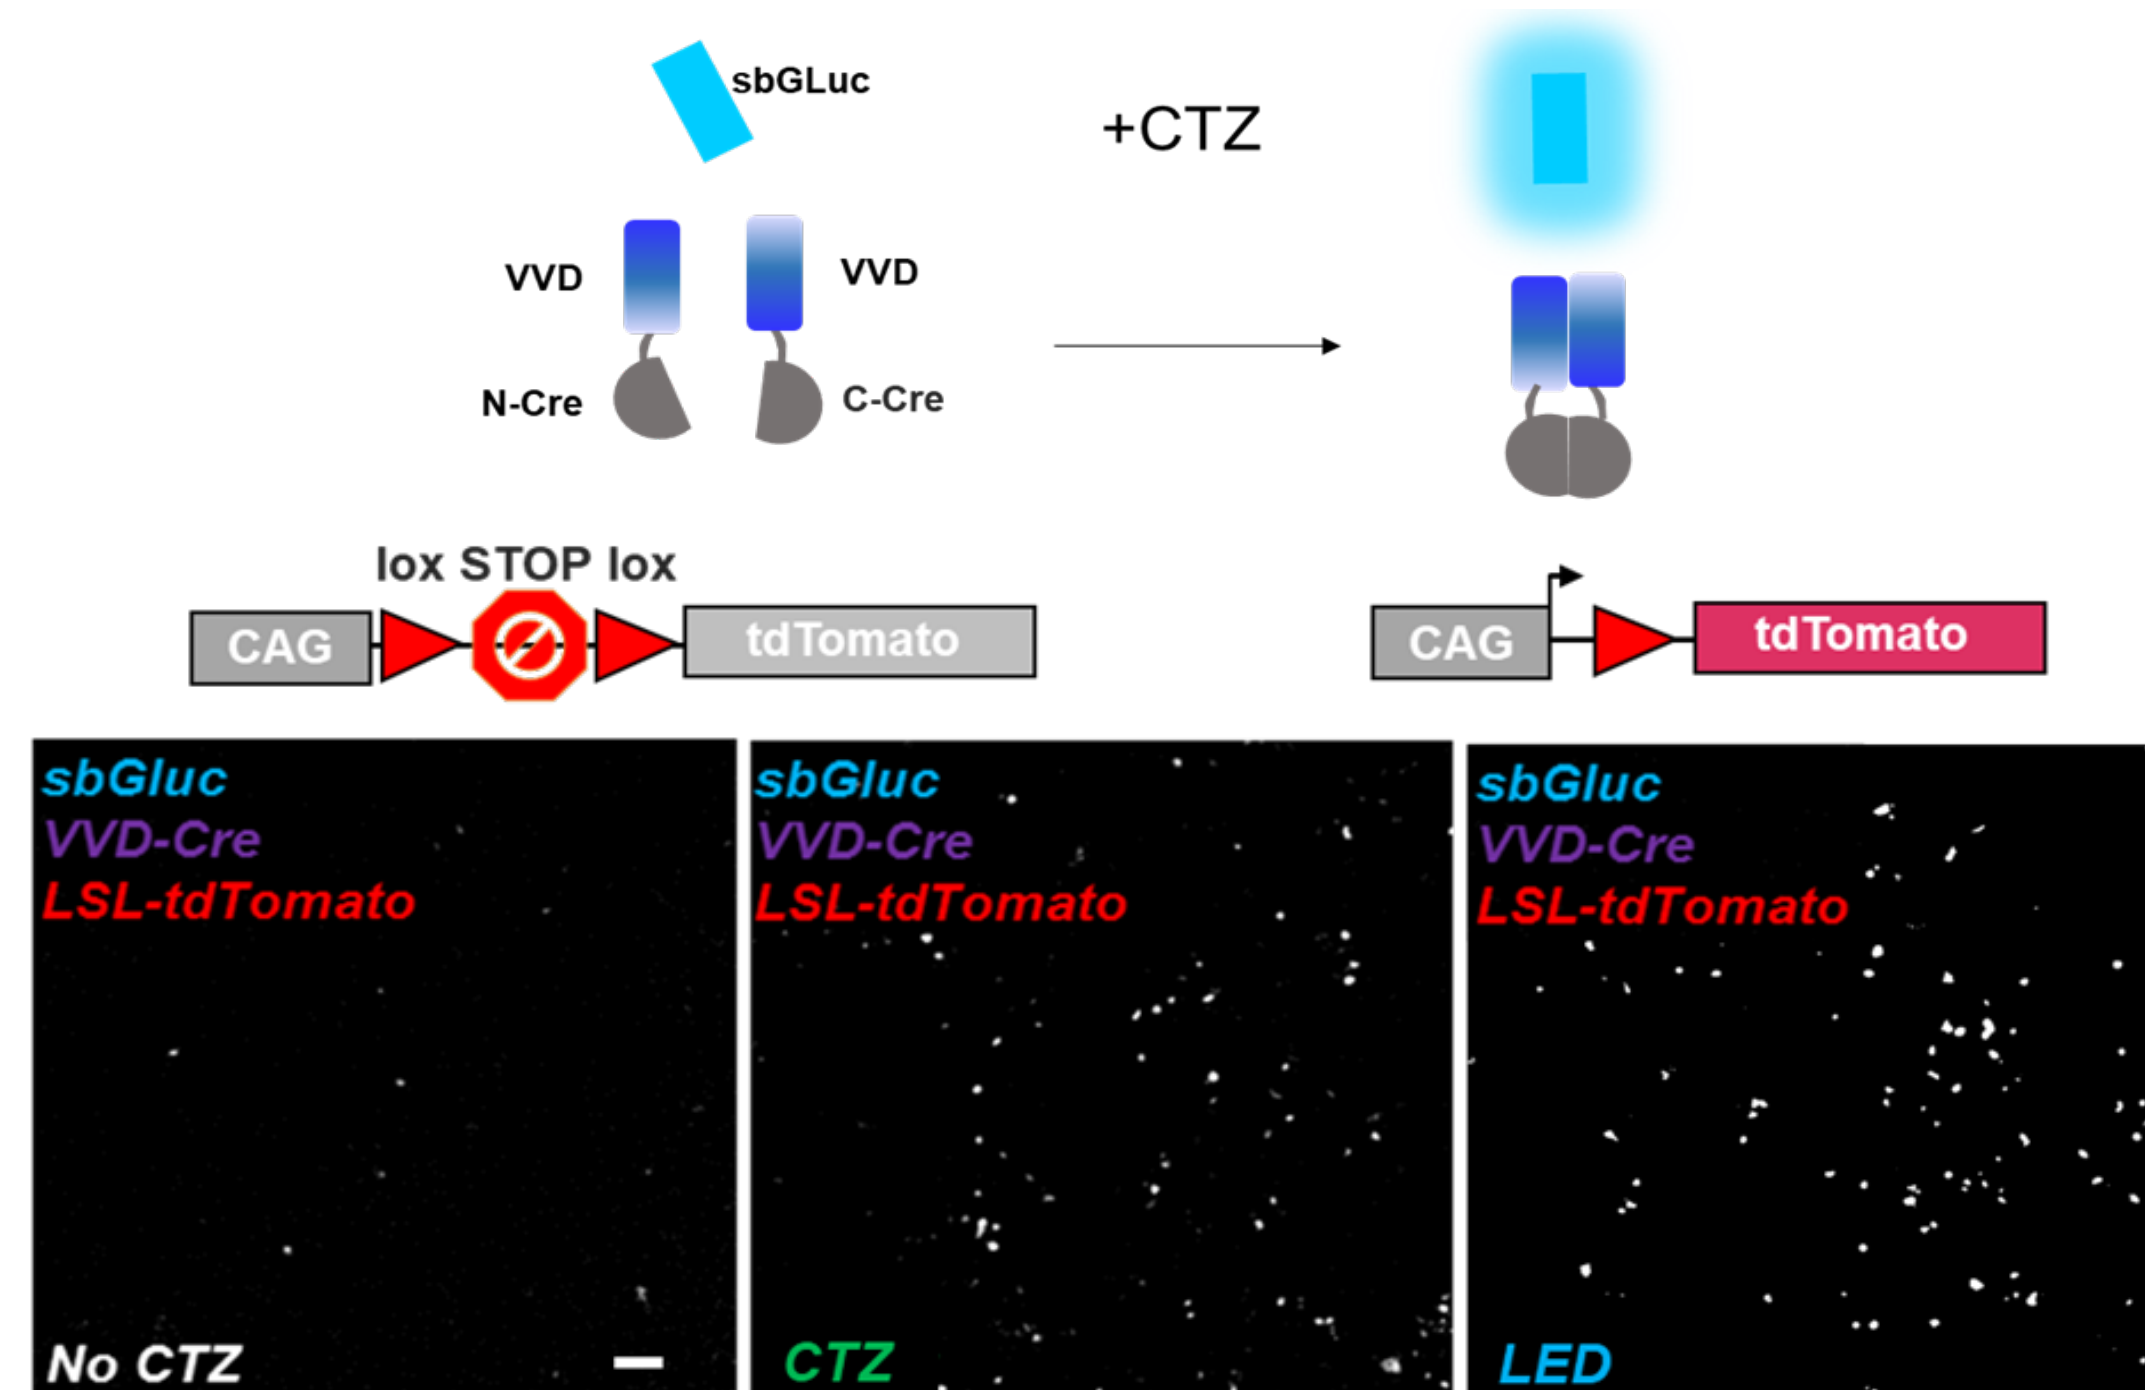 sbGLuc
+CTZ
VVD
VVD
N-Cre
C-Cre
lox STOP lox
CAG
tdTomato
CAG
tdTomato
sbGluc
VVD-Cre
LSL-tdTomato
No CTZ
sbGluc
VVD-Cre
LSL-tdTomato
CTZ
sbGluc
VVD-Cre
LSL-tdTomato
LED